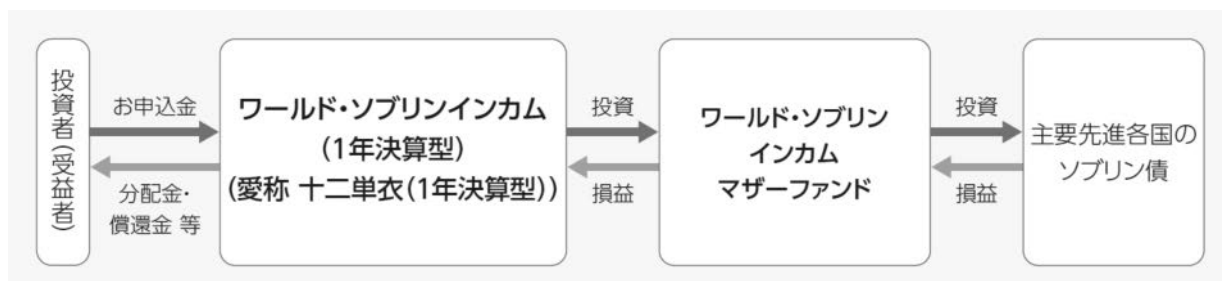 投資者(受益者)
お申込金
分配金・
償還金 等
ワールド・ソブリンインカム
(1年決算型)
(愛称 十二単衣(1年決算型))
投資
損益
ワールド・ソブリン
インカム
マザーファンド
投資
損益
主要先進各国の
ソブリン債